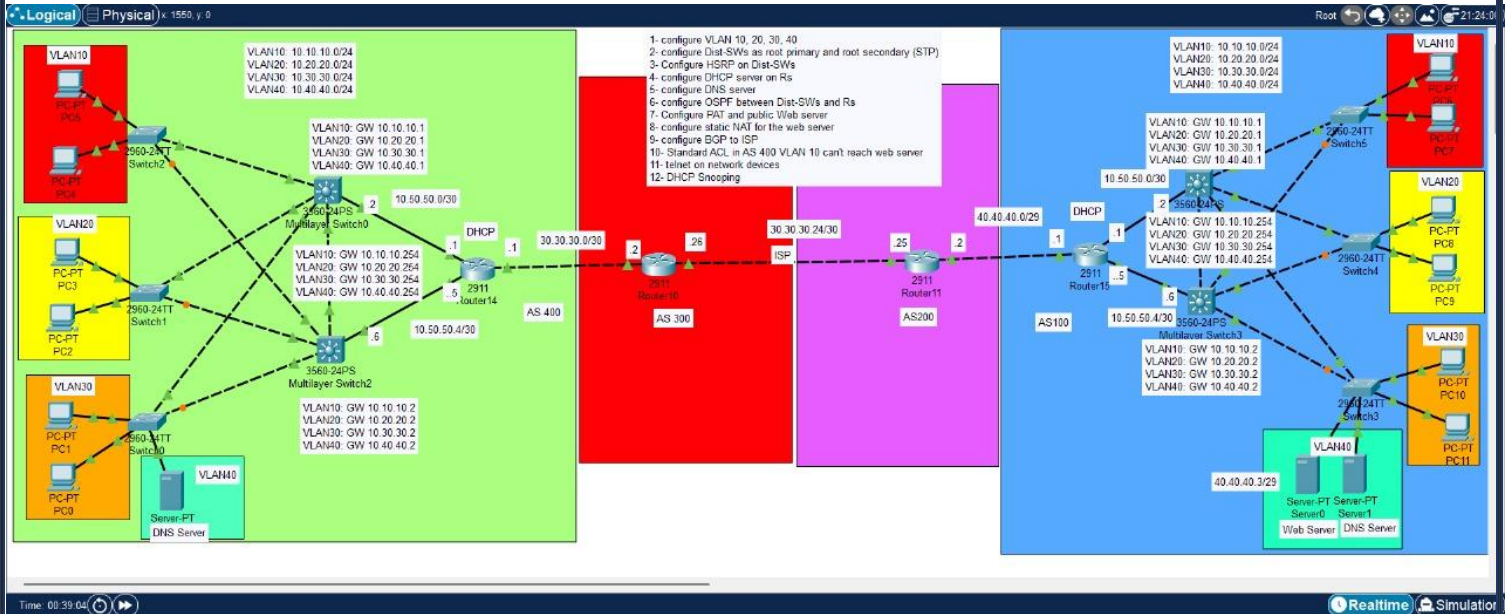 Logical
Physical
x: 1550, y: 0
Root
21:24:00
1- configure VLAN 10, 20, 30, 40
2- configure Dist-SWs as root primary and root secondary (STP)
3- Configure HSRP on Dist-SWs
4- configure DHCP server on Rs
5- configure DNS server
6- configure OSPF between Dist-SWs and Rs
7- Configure PAT and public Web server
8- configure static NAT for the web server
9- configure BGP to ISP
10- Standard ACL in AS 400 VLAN 10 can't reach web server
11- telnet on network devices
12- DHCP Snooping
VLAN10
PC-PT
PC5
PC-PT
PC4
2960-24TT
Switch2
VLAN10: 10.10.10.0/24
VLAN20: 10.20.20.0/24
VLAN30: 10.30.30.0/24
VLAN40: 10.40.40.0/24
VLAN10: GW 10.10.10.1
VLAN20: GW 10.20.20.1
VLAN30: GW 10.30.30.1
VLAN40: GW 10.40.40.1
3560-24PS
Multilayer Switch0
.2
10.50.50.0/30
VLAN20
PC-PT
PC3
PC-PT
PC2
2960-24TT
Switch1
VLAN10: GW 10.10.10.254
VLAN20: GW 10.20.20.254
VLAN30: GW 10.30.30.254
VLAN40: GW 10.40.40.254
.1
DHCP
.1
..5
2911
Router14
AS 400
10.50.50.4/30
.6
3560-24PS
Multilayer Switch2
VLAN10: GW 10.10.10.2
VLAN20: GW 10.20.20.2
VLAN30: GW 10.30.30.2
VLAN40: GW 10.40.40.2
VLAN30
PC-PT
PC1
PC-PT
PC0
2960-24TT
Switch0
VLAN40
Server-PT
DNS Server
30.30.30.0/30
.2
.26
2911
Router10
AS 300
30.30.30.24/30
ISP
.25
.2
2911
Router11
AS200
40.40.40.0/29
DHCP
.1
.1
..5
2911
Router15
AS100
VLAN10: 10.10.10.0/24
VLAN20: 10.20.20.0/24
VLAN30: 10.30.30.0/24
VLAN40: 10.40.40.0/24
VLAN10: GW 10.10.10.1
VLAN20: GW 10.20.20.1
VLAN30: GW 10.30.30.1
VLAN40: GW 10.40.40.1
10.50.50.0/30
.2
3560-24PS
VLAN10: GW 10.10.10.254
VLAN20: GW 10.20.20.254
VLAN30: GW 10.30.30.254
VLAN40: GW 10.40.40.254
.6
10.50.50.4/30
3560-24PS
Multilayer Switch3
VLAN10: GW 10.10.10.2
VLAN20: GW 10.20.20.2
VLAN30: GW 10.30.30.2
VLAN40: GW 10.40.40.2
VLAN10
PC-PT
PC-PT
PC7
2960-24TT
Switch5
VLAN20
PC-PT
PC8
PC-PT
PC9
2960-24TT
Switch4
VLAN30
PC-PT
PC10
PC-PT
PC11
2960-24TT
Switch3
VLAN40
40.40.40.3/29
Server-PT
Server0
Web Server
Server-PT
Server1
DNS Server
Time: 00:39:04
Realtime
Simulation